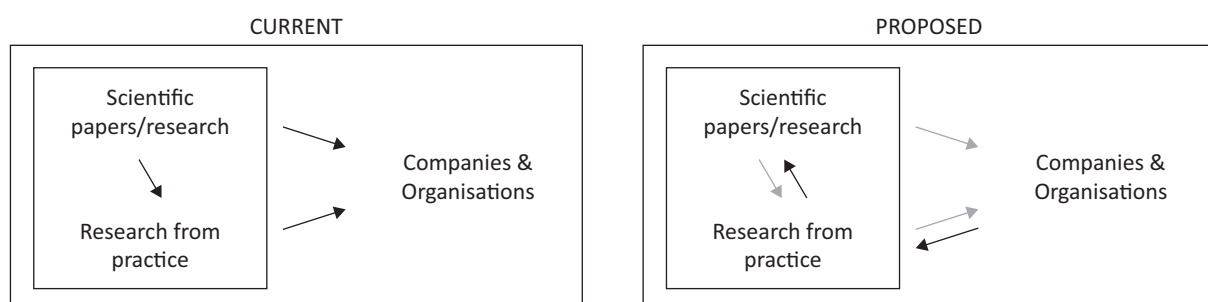 CURRENT
Scientific
papers/research
Research from
practice
Companies &
Organisations
PROPOSED
Scientific
papers/research
Research from
practice
Companies &
Organisations